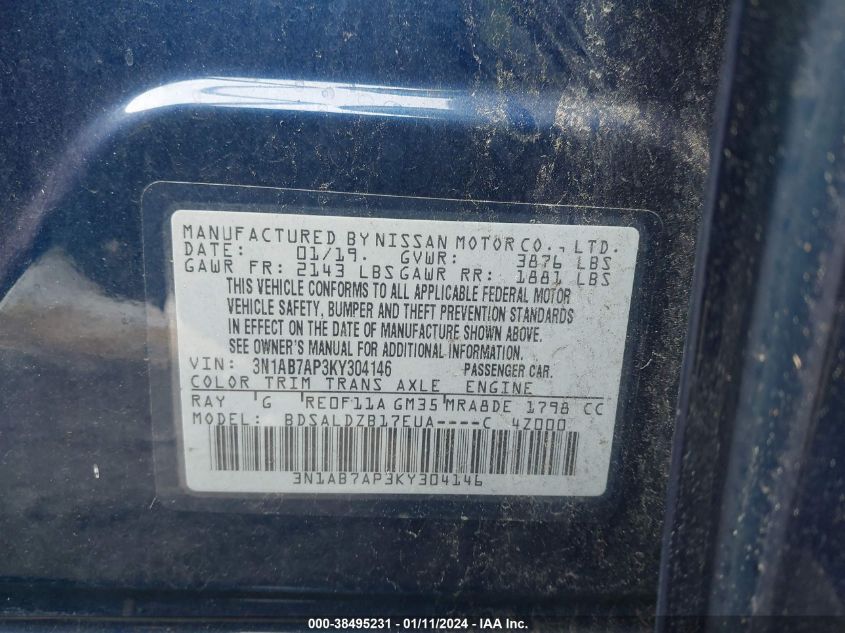 MANUFACTURED BY NISSAN MOTOR CO., LTD.
DATE: 01/19. GVWR: 3876 LBS
GAWR FR: 2143 LBS GAWR RR: 1881 LBS
THIS VEHICLE CONFORMS TO ALL APPLICABLE FEDERAL MOTOR
VEHICLE SAFETY, BUMPER AND THEFT PREVENTION STANDARDS
IN EFFECT ON THE DATE OF MANUFACTURE SHOWN ABOVE.
SEE OWNER'S MANUAL FOR ADDITIONAL INFORMATION.
VIN: 3N1AB7AP3KY304146 PASSENGER CAR.
COLOR TRIM TRANS AXLE ENGINE
RAY G RE0F11A GM35 MRA8DE 1798 CC
MODEL: BDSALDZB17EUA----C 4Z000
3N1AB7AP3KY304146
000-38495231 - 01/11/2024 - IAA Inc.